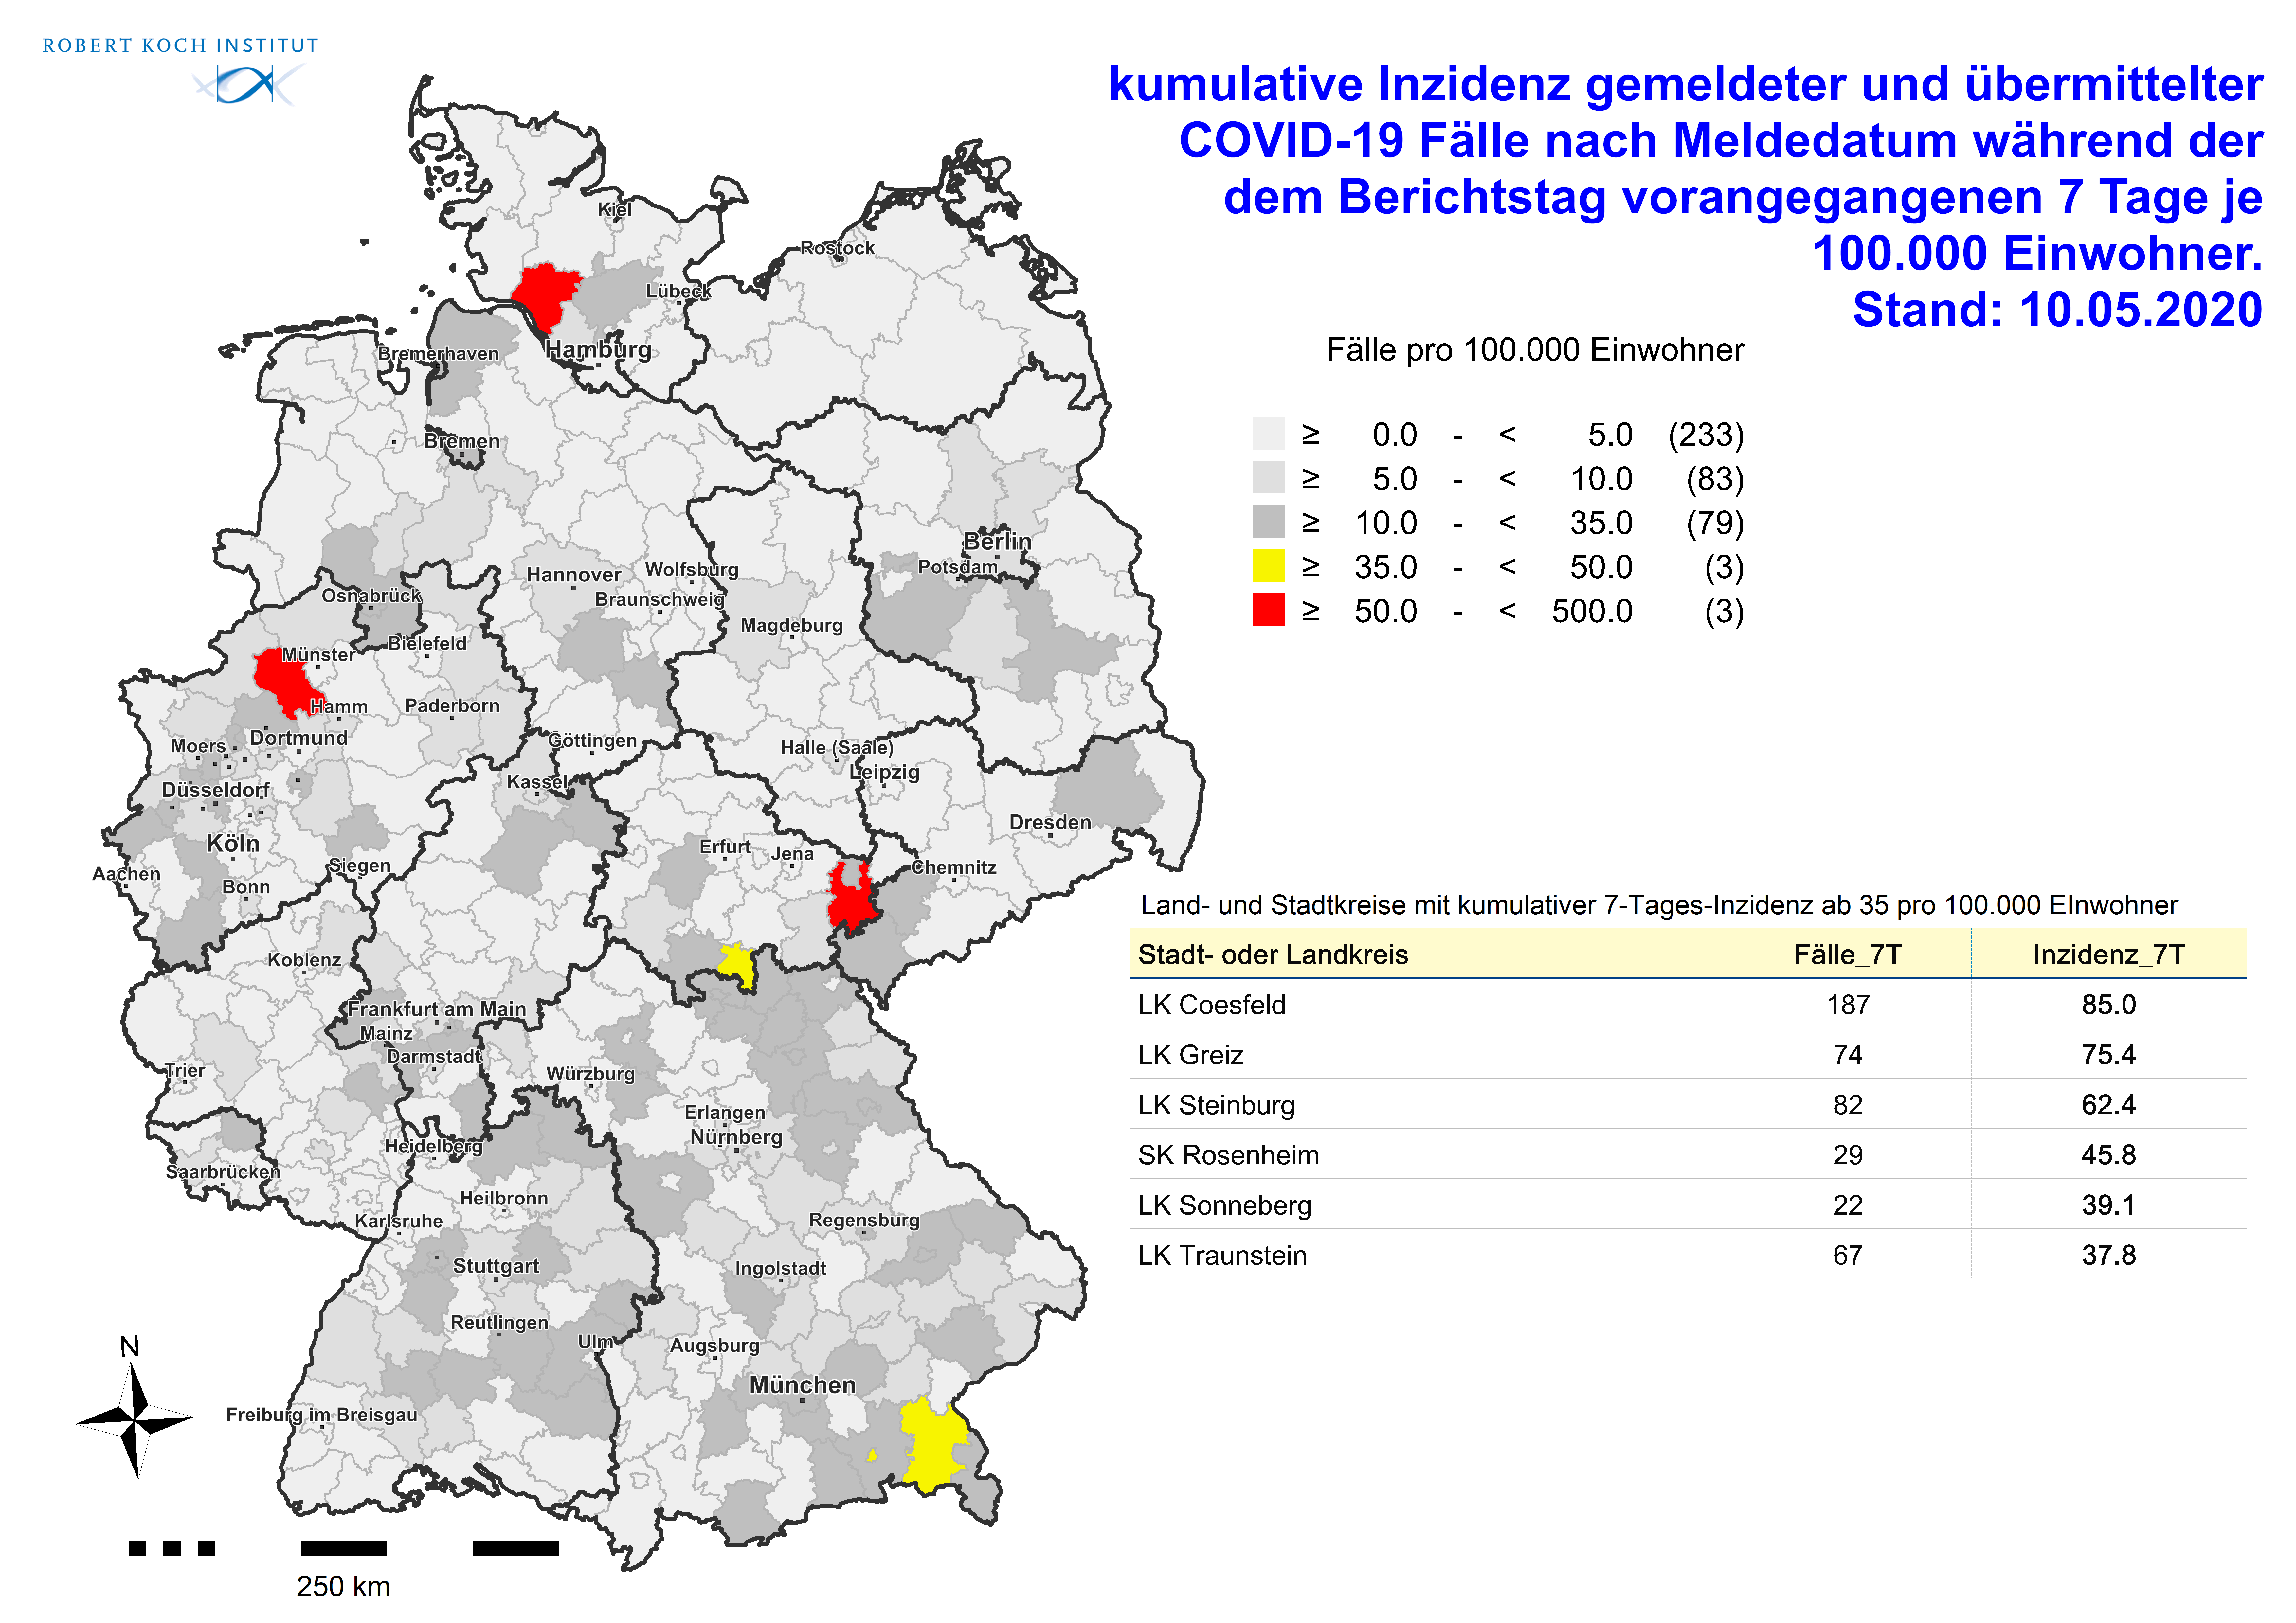 ROBERT KOCH INSTITUT
kumulative Inzidenz gemeldeter und übermittelter
COVID-19 Fälle nach Meldedatum während der
dem Berichtstag vorangegangenen 7 Tage je
100.000 Einwohner.
Stand: 10.05.2020
Fälle pro 100.000 Einwohner
≥ 0.0 - < 5.0 (233)
≥ 5.0 - < 10.0 (83)
≥ 10.0 - < 35.0 (79)
≥ 35.0 - < 50.0 (3)
≥ 50.0 - < 500.0 (3)
Kiel
Rostock
Lübeck
Hamburg
Bremerhaven
Bremen
Berlin
Potsdam
Hannover
Wolfsburg
Braunschweig
Osnabrück
Magdeburg
Bielefeld
Münster
Hamm
Paderborn
Dortmund
Moers
Göttingen
Halle (Saale)
Leipzig
Kassel
Düsseldorf
Dresden
Köln
Erfurt
Jena
Siegen
Chemnitz
Aachen
Bonn
Koblenz
Frankfurt am Main
Mainz
Darmstadt
Trier
Würzburg
Erlangen
Nürnberg
Heidelberg
Saarbrücken
Heilbronn
Karlsruhe
Regensburg
Stuttgart
Ingolstadt
Reutlingen
Ulm
Augsburg
München
Freiburg im Breisgau
Land- und Stadtkreise mit kumulativer 7-Tages-Inzidenz ab 35 pro 100.000 EInwohner
Stadt- oder Landkreis Fälle_7T Inzidenz_7T
LK Coesfeld 187 85.0
LK Greiz 74 75.4
LK Steinburg 82 62.4
SK Rosenheim 29 45.8
LK Sonneberg 22 39.1
LK Traunstein 67 37.8
N
250 km